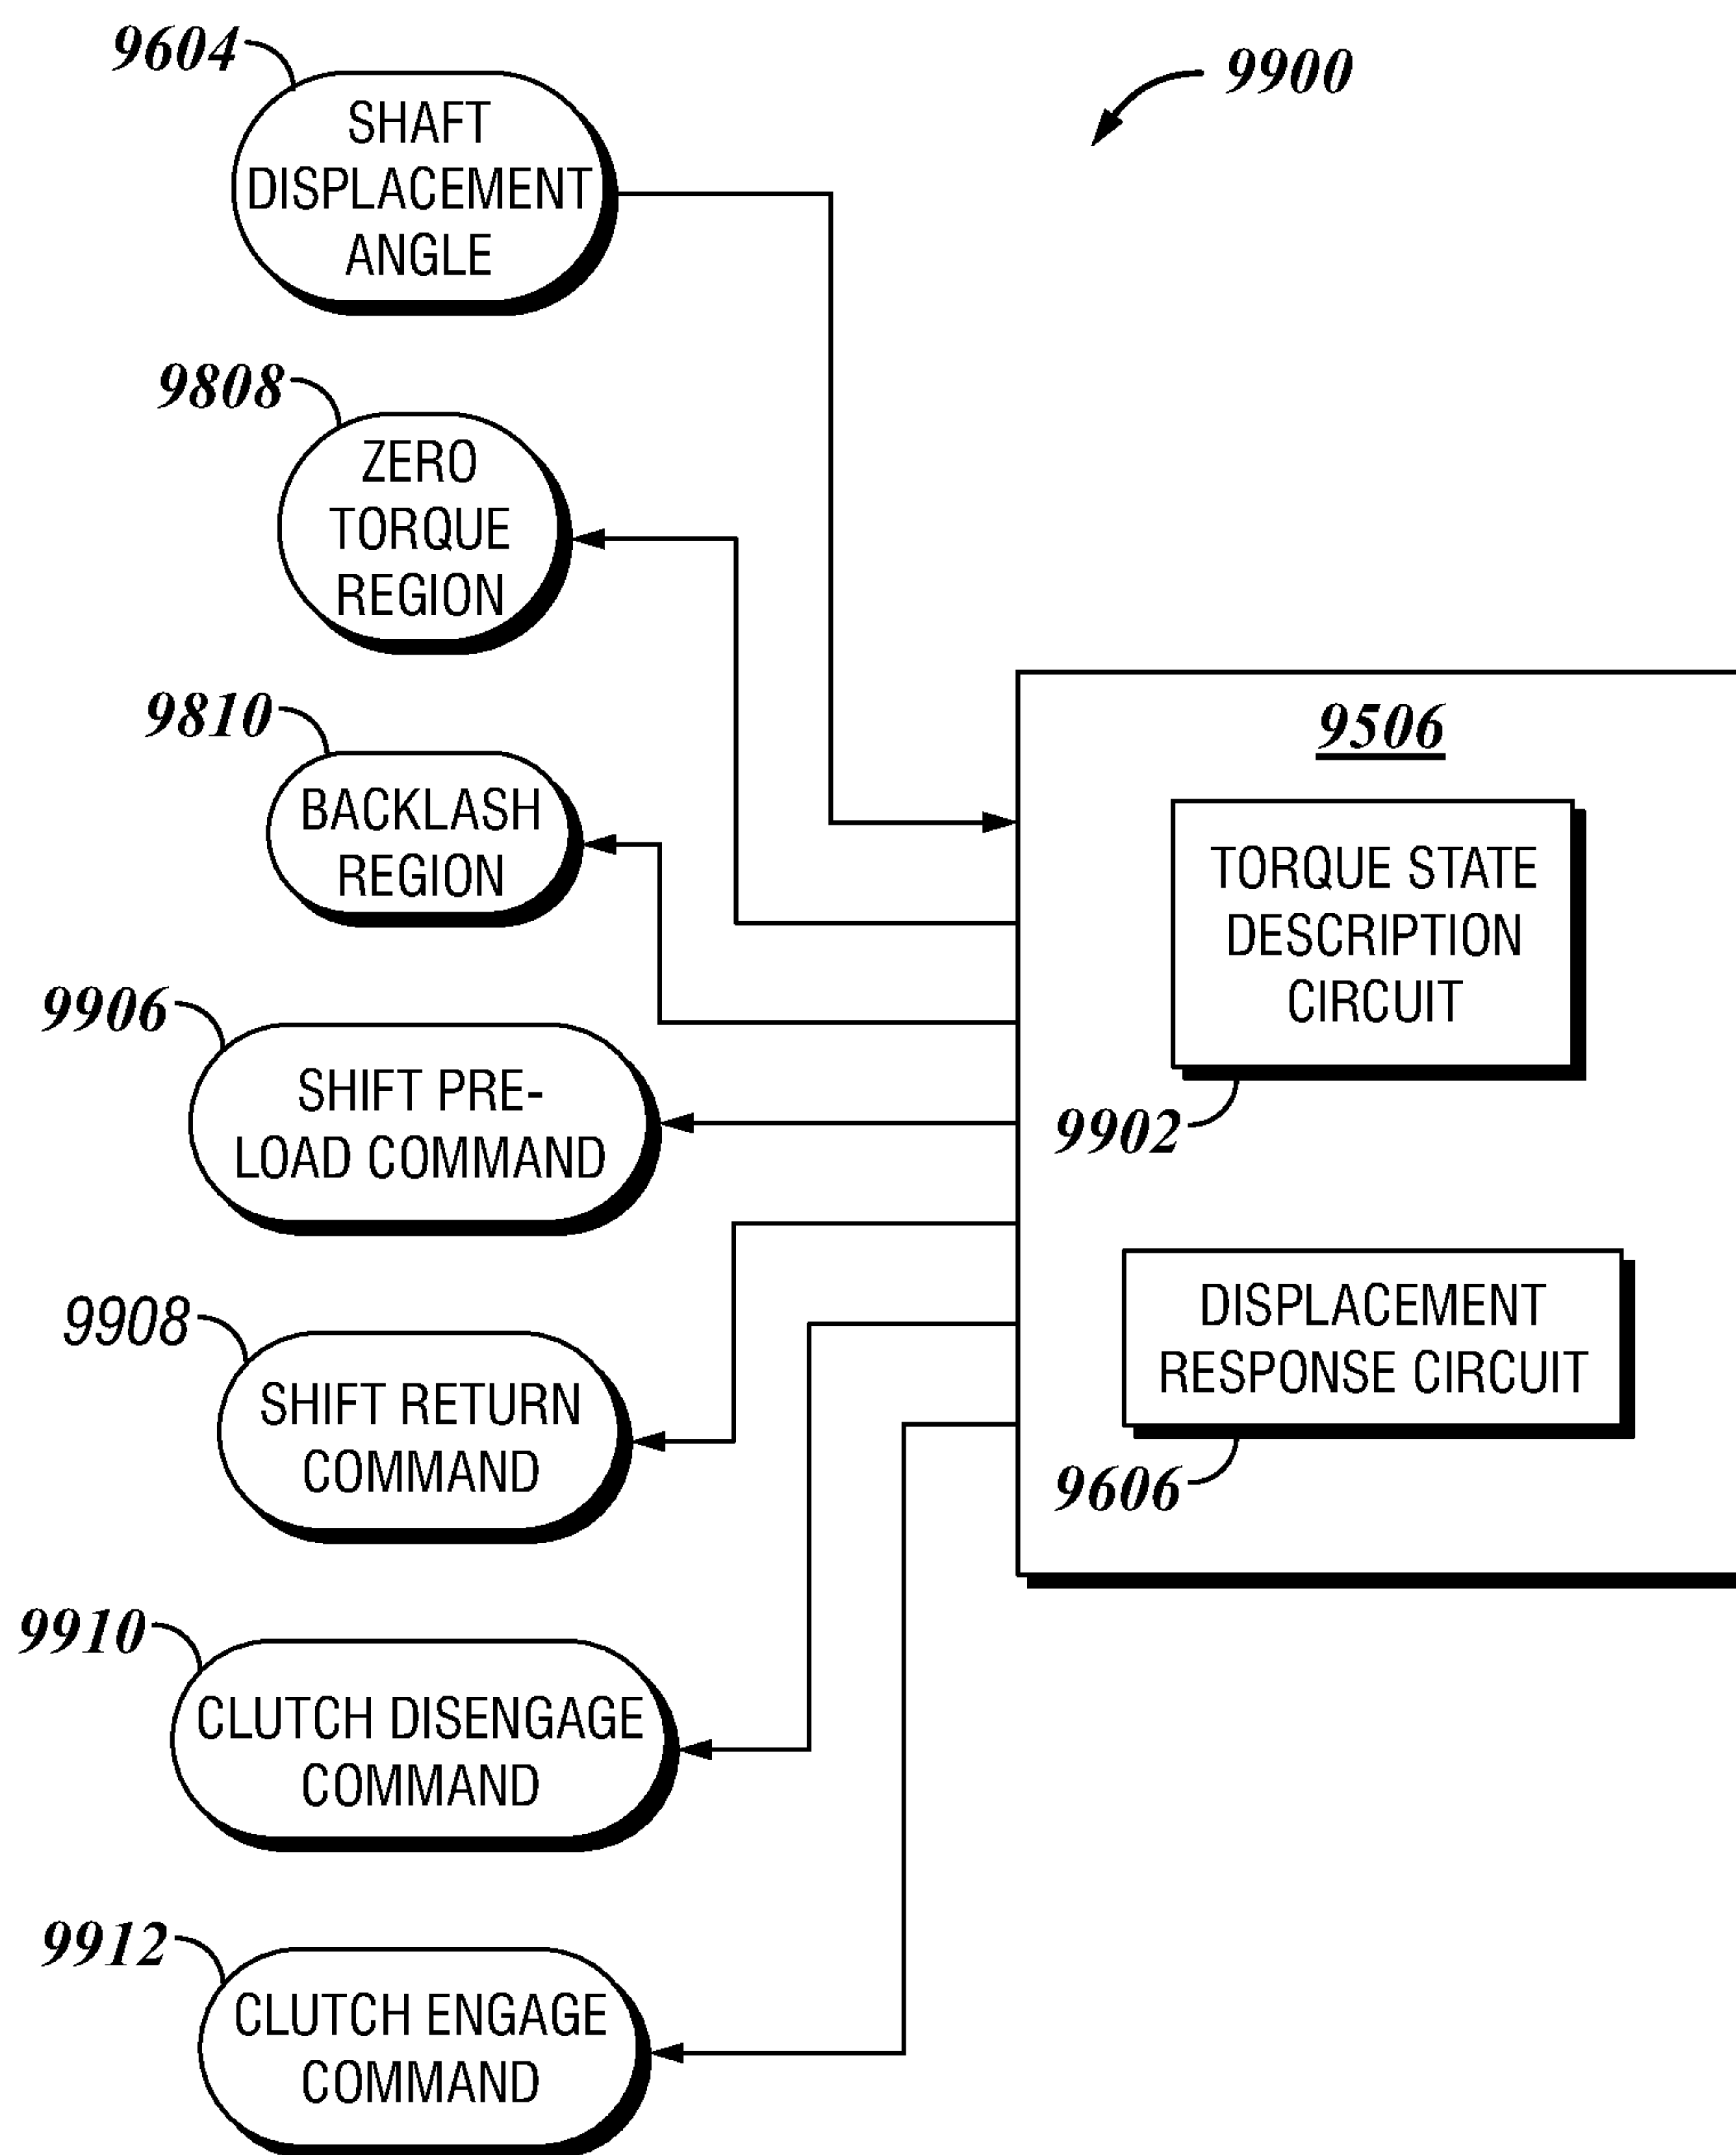 9604
SHAFT
DISPLACEMENT
ANGLE
9900
9808
ZERO
TORQUE
REGION
9810
BACKLASH
REGION
9506
TORQUE STATE
DESCRIPTION
CIRCUIT
9902
9906
SHIFT PRE-
LOAD COMMAND
DISPLACEMENT
RESPONSE CIRCUIT
9606
9908
SHIFT RETURN
COMMAND
9910
CLUTCH DISENGAGE
COMMAND
9912
CLUTCH ENGAGE
COMMAND